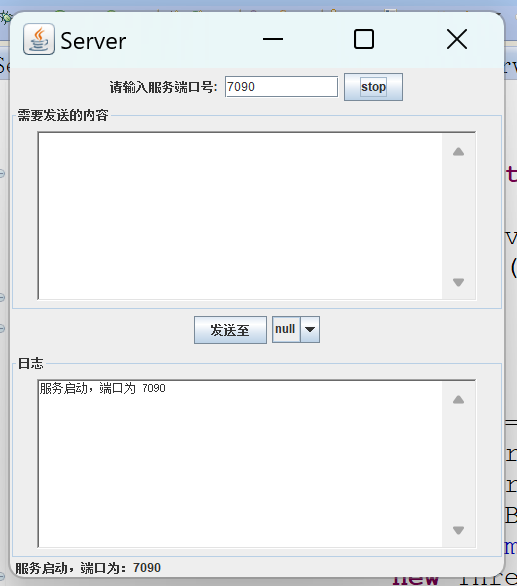 Server
请输入服务端口号: 7090 stop
需要发送的内容
发送至 null
日志
服务启动，端口为 7090
服务启动，端口为：7090
new